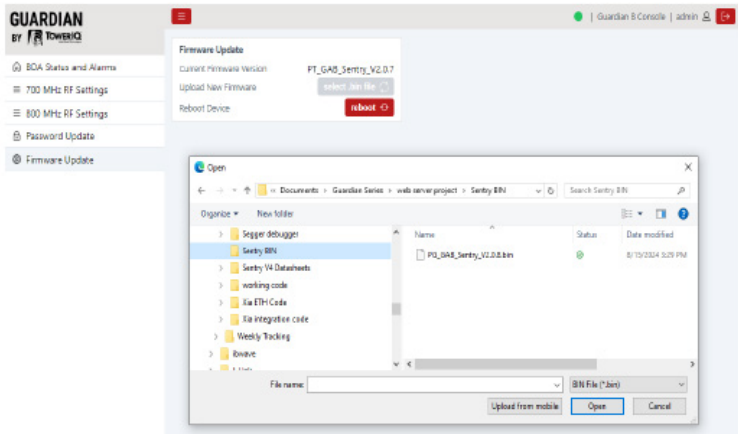 GUARDIAN
BY TOWERIQ
Guardian 8 Console | admin
BDA Status and Alarms
700 MHz RF Settings
800 MHz RF Settings
Password Update
Firmware Update
Firmware Update
Current Firmware Version PT_GAB_Sentry_V2.0.7
Upload New Firmware select .bin file
Reboot Device reboot
Open
« Documents > Guardian Series > web server project > Sentry BIN
Search Sentry BIN
Organize New folder
Segger debugger
Sentry BIN
Sentry V4 Datasheets
working code
Xia ETH Code
Xia integration code
Weekly Tracking
ibwave
Name Status Date modified
PG_GAB_Sentry_V2.0.8.bin 8/15/2024 3:29 PM
File name: BIN File (*.bin)
Upload from mobile Open Cancel